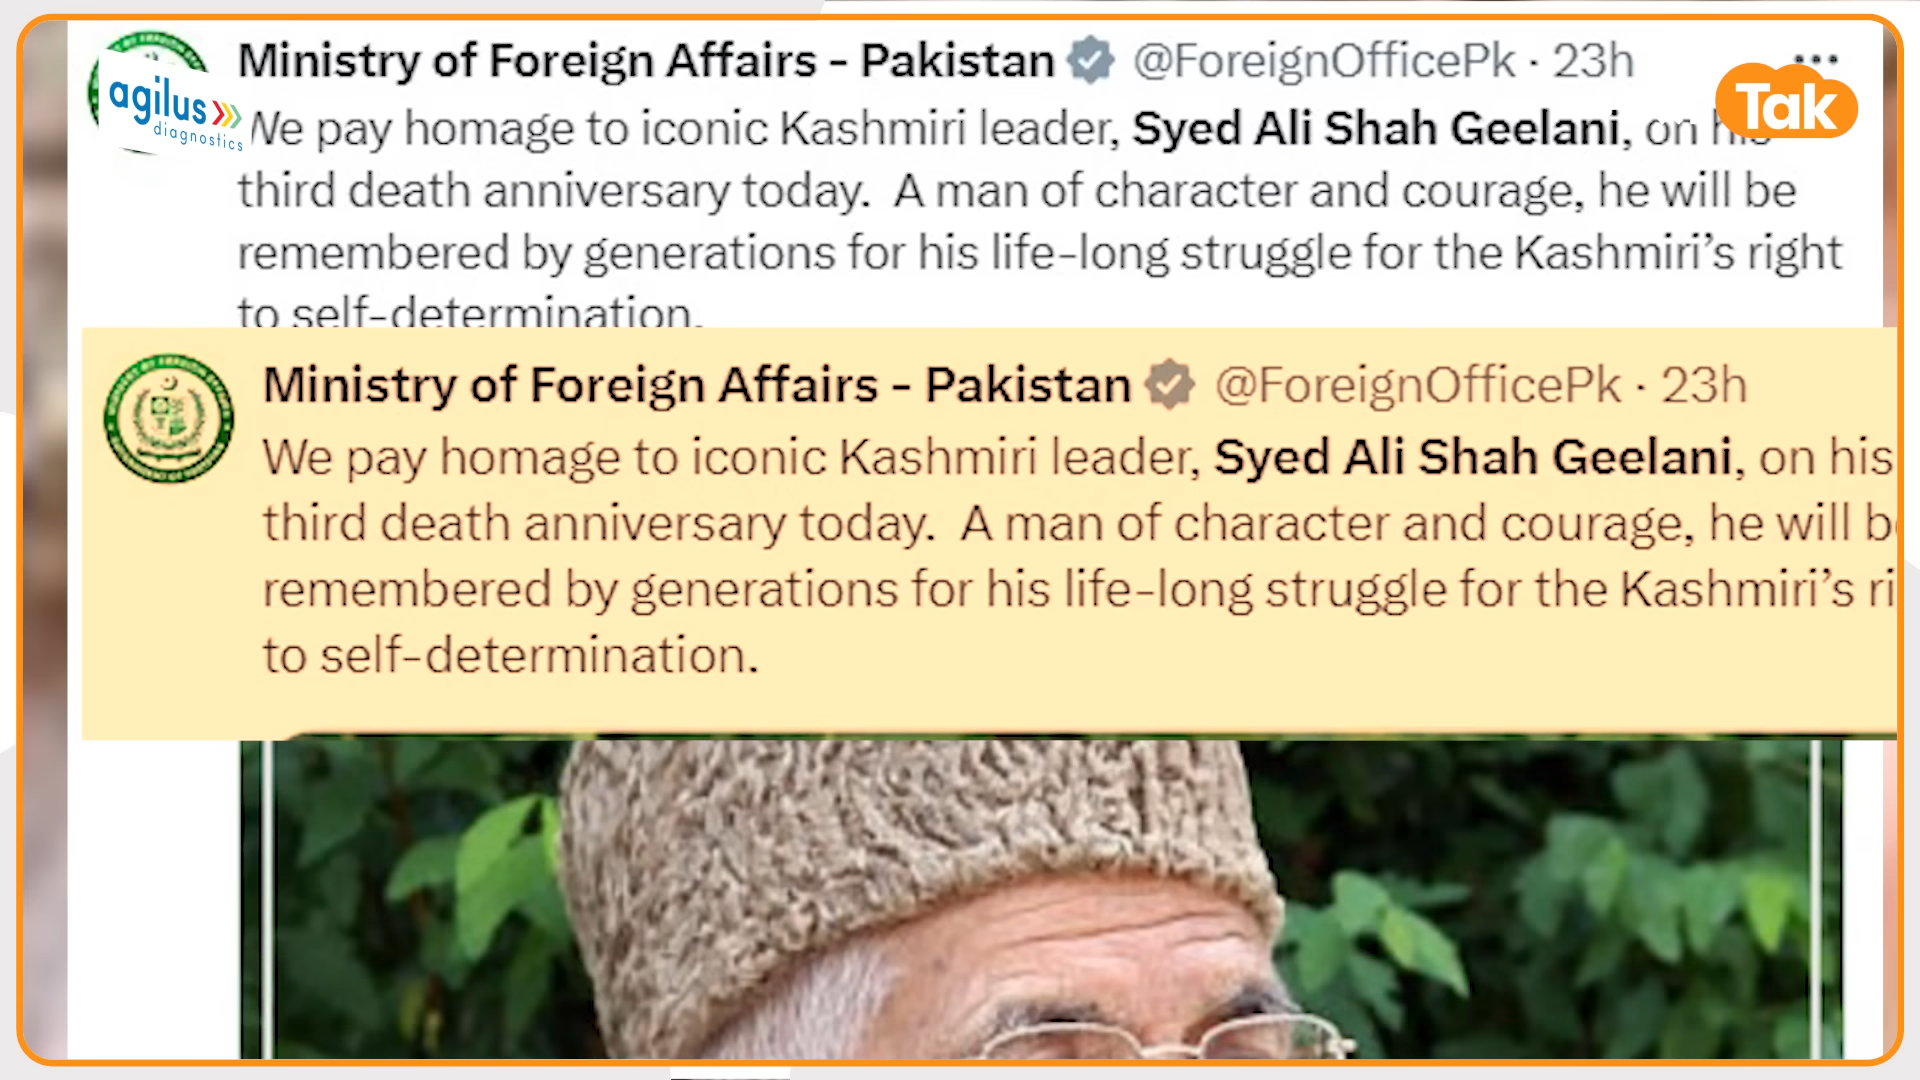 Ministry of Foreign Affairs - Pakistan @ForeignOfficePk · 23h
agilus
diagnostics
Tak
We pay homage to iconic Kashmiri leader, Syed Ali Shah Geelani, on his
third death anniversary today. A man of character and courage, he will be
remembered by generations for his life-long struggle for the Kashmiri's right
to self-determination.
Ministry of Foreign Affairs - Pakistan @ForeignOfficePk · 23h
We pay homage to iconic Kashmiri leader, Syed Ali Shah Geelani, on his
third death anniversary today. A man of character and courage, he will b
remembered by generations for his life-long struggle for the Kashmiri's ri
to self-determination.